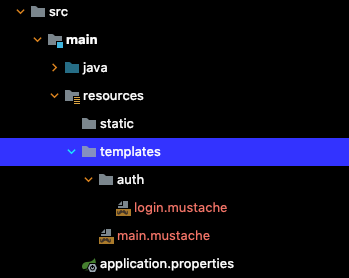 src
main
java
resources
static
templates
auth
login.mustache
main.mustache
application.properties